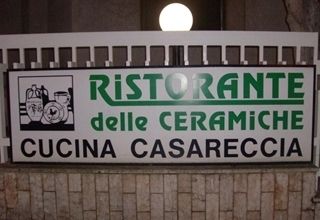 RiSTORANTE
delle CERAMICHE
CUCINA CASARECCIA